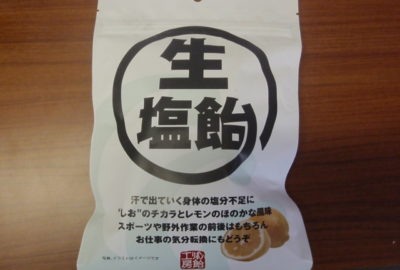 生
塩飴
汗で出ていく身体の塩分不足に
"しお"のチカラとレモンのほのかな風味
スポーツや野外作業の前後はもちろん
お仕事の気分転換にもどうぞ